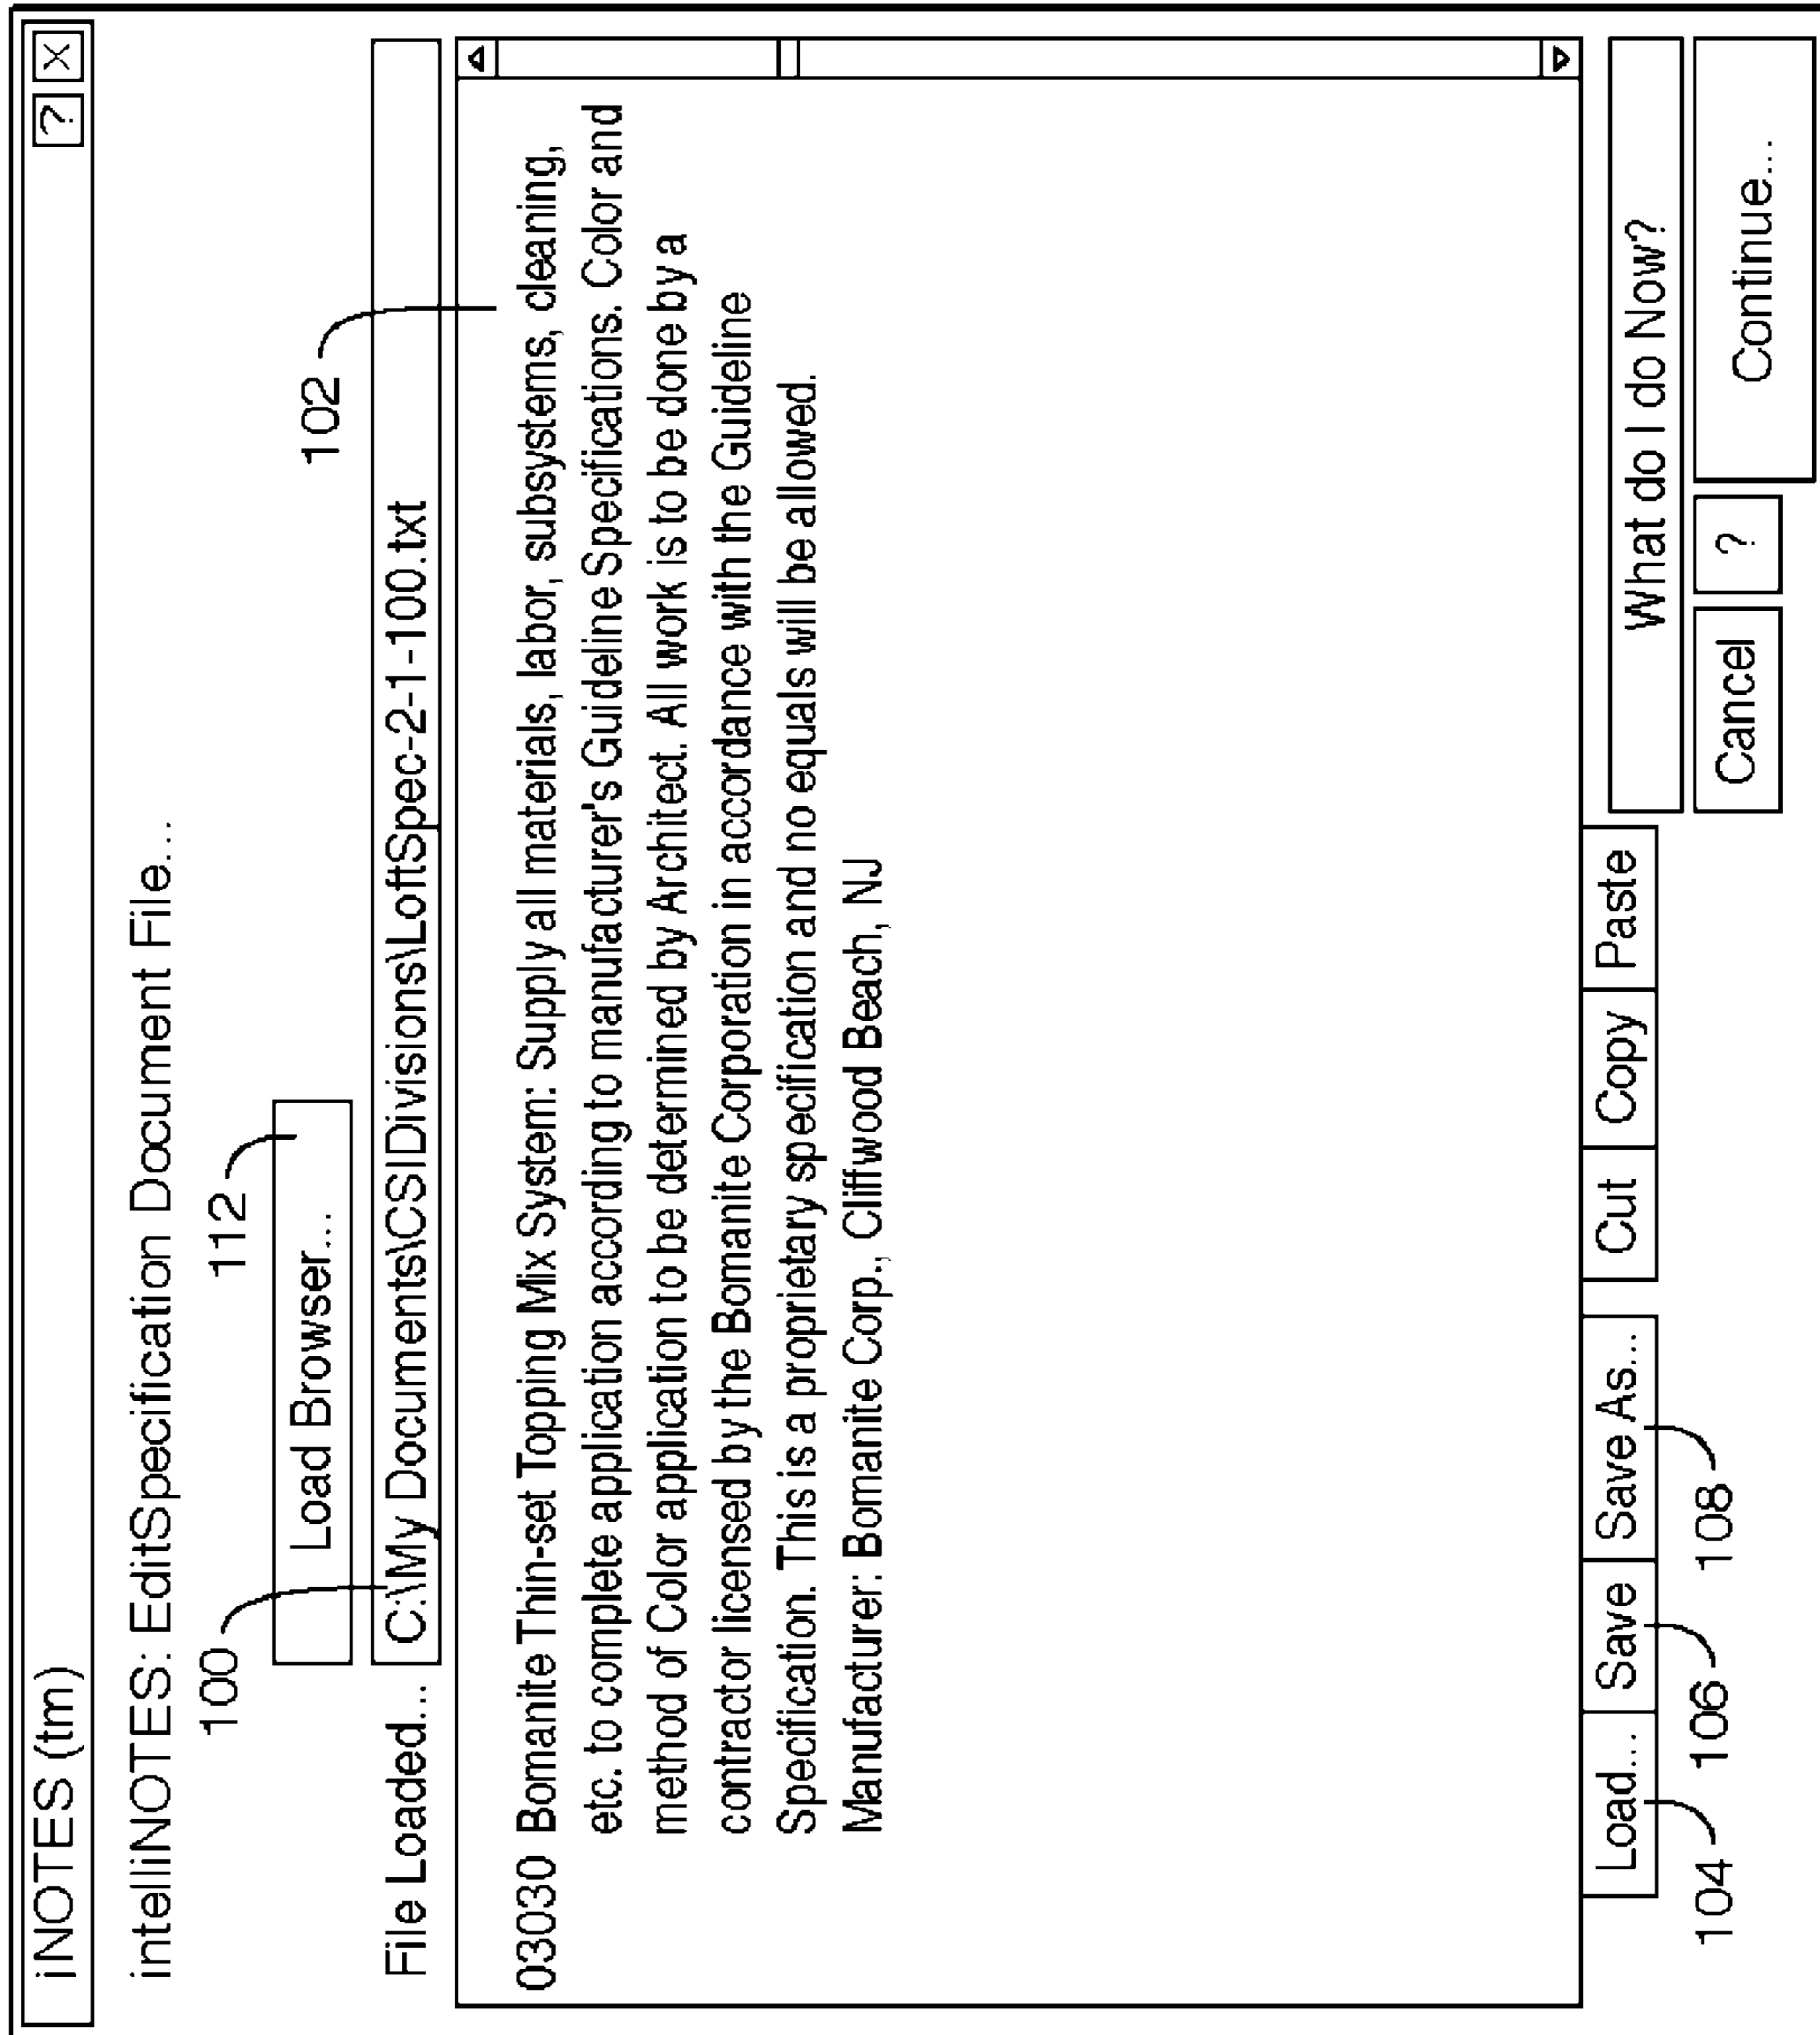 iNOTES (tm) ? X
intelliNOTES: EditSpecification Document File...
100 112 102
Load Browser...
File Loaded... C:\My Documents\CSIDivisions\LoftSpec-2-1-100.txt
03030 Bomanite Thin-set Topping Mix System: Supply all materials, labor, subsystems, cleaning,
etc. to complete application according to manufacturer's Guideline Specifications. Color and
method of Color application to be determined by Architect. All work is to be done by a
contractor licensed by the Bomanite Corporation in accordance with the Guideline
Specification. This is a proprietary specification and no equals will be allowed.
Manufacturer: Bomanite Corp., Cliffwood Beach, NJ
Load... Save Save As... Cut Copy Paste
What do I do Now?
104 106 108
Cancel ? Continue...